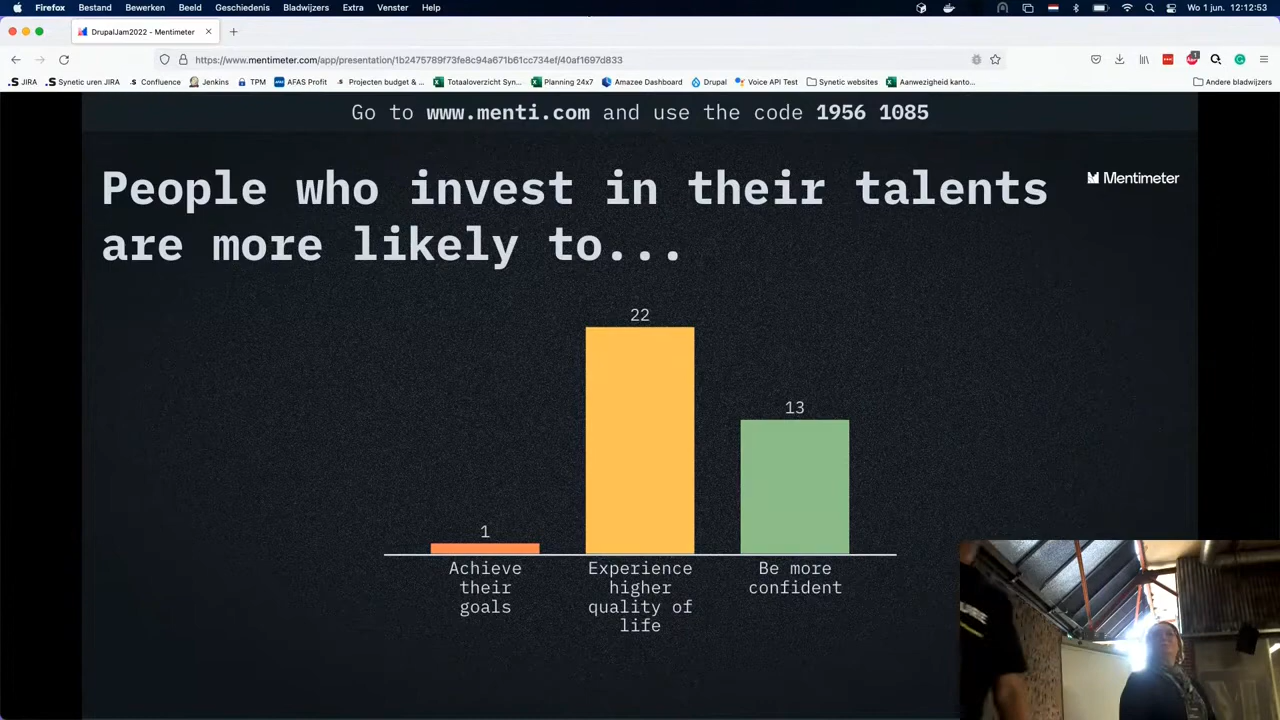 Firefox Bestand Bewerken Beeld Geschiedenis Bladwijzers Extra Venster Help Wo 1 jun. 12:12:53
DrupalJam2022 - Mentimeter
https://www.mentimeter.com/app/presentation/1b2475789f73fe8c94a671b61cc734ef/40af1697d833
JIRA Synetic uren JIRA Confluence Jenkins TPM AFAS Profit Projecten budget & ... Totaaloverzicht Syn... Planning 24x7 Amazee Dashboard Drupal Voice API Test Synetic websites Aanwezigheid kanto... Andere bladwijzers
Go to www.menti.com and use the code 1956 1085
People who invest in their talents
are more likely to...
Mentimeter
22
13
1
Achieve
their
goals
Experience
higher
quality of
life
Be more
confident